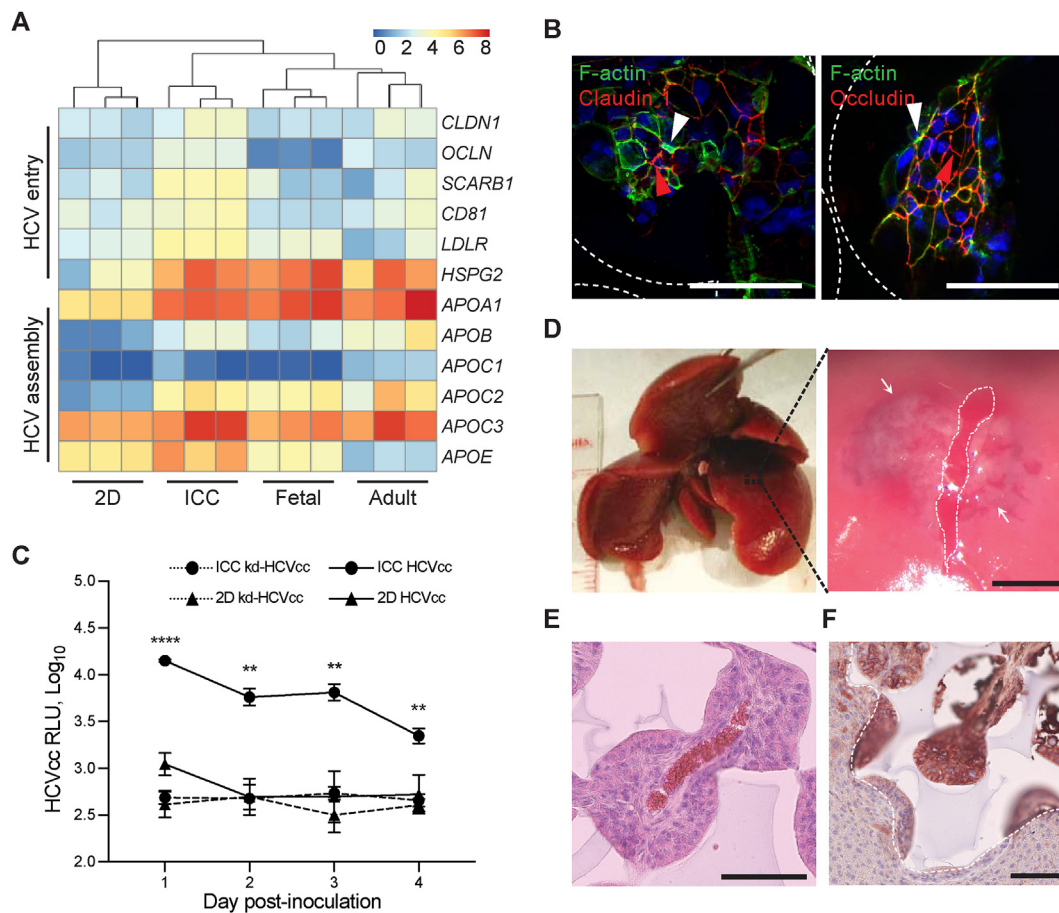 A
0 2 4 6 8
HCV entry
HCV assembly
CLDN1
OCLN
SCARB1
CD81
LDLR
HSPG2
APOA1
APOB
APOC1
APOC2
APOC3
APOE
2D ICC Fetal Adult
B
F-actin
Claudin 1
F-actin
Occludin
C
ICC kd-HCVcc ICC HCVcc
2D kd-HCVcc 2D HCVcc
HCVcc RLU, Log10
5.0
4.5
4.0
3.5
3.0
2.5
2.0
****
**
**
**
1 2 3 4
Day post-inoculation
D
E
F